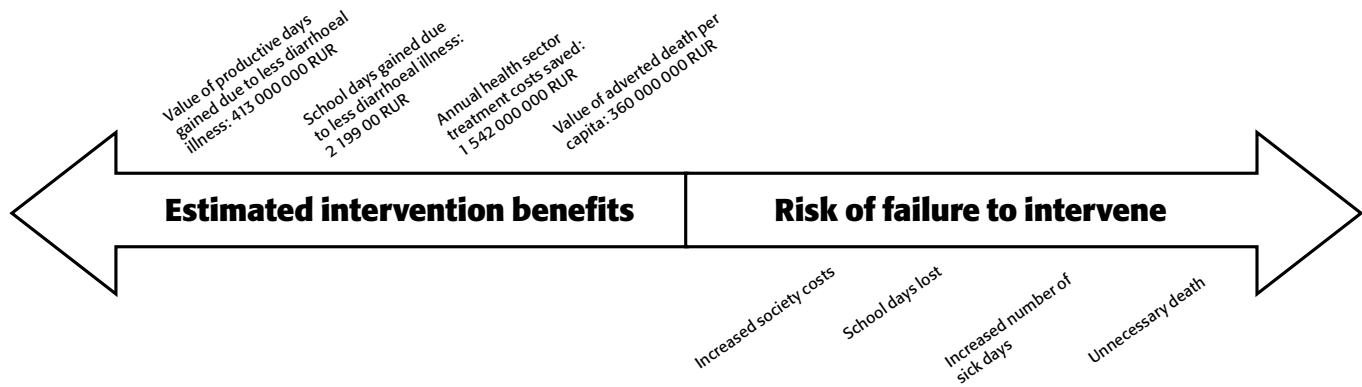 Value of productive days
gained due to less diarrhoeal
illness: 413 000 000 RUR
School days gained due
to less diarrhoel illness:
2 199 00 RUR
Annual health sector
treatment costs saved:
1 542 000 000 RUR
Value of adverted death per
capita: 360 000 000 RUR
Estimated intervention benefits
Risk of failure to intervene
Increased society costs
School days lost
Increased number of
sick days
Unnecessary death